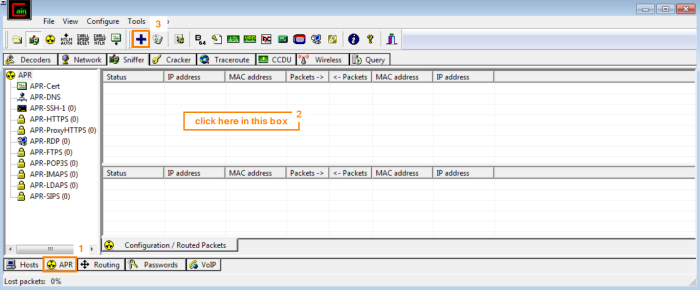 ain
File View Configure Tools
3
Decoders Network Sniffer Cracker Traceroute CCDU Wireless Query
APR
APR-Cert
APR-DNS
APR-SSH-1 (0)
APR-HTTPS (0)
APR-ProxyHTTPS (0)
APR-RDP (0)
APR-FTPS (0)
APR-POP3S (0)
APR-IMAPS (0)
APR-LDAPS (0)
APR-SIPS (0)
Status IP address MAC address Packets -> <- Packets MAC address IP address
2
click here in this box
Status IP address MAC address Packets -> <- Packets MAC address IP address
1
Configuration / Routed Packets
Hosts APR Routing Passwords VoIP
Lost packets: 0%